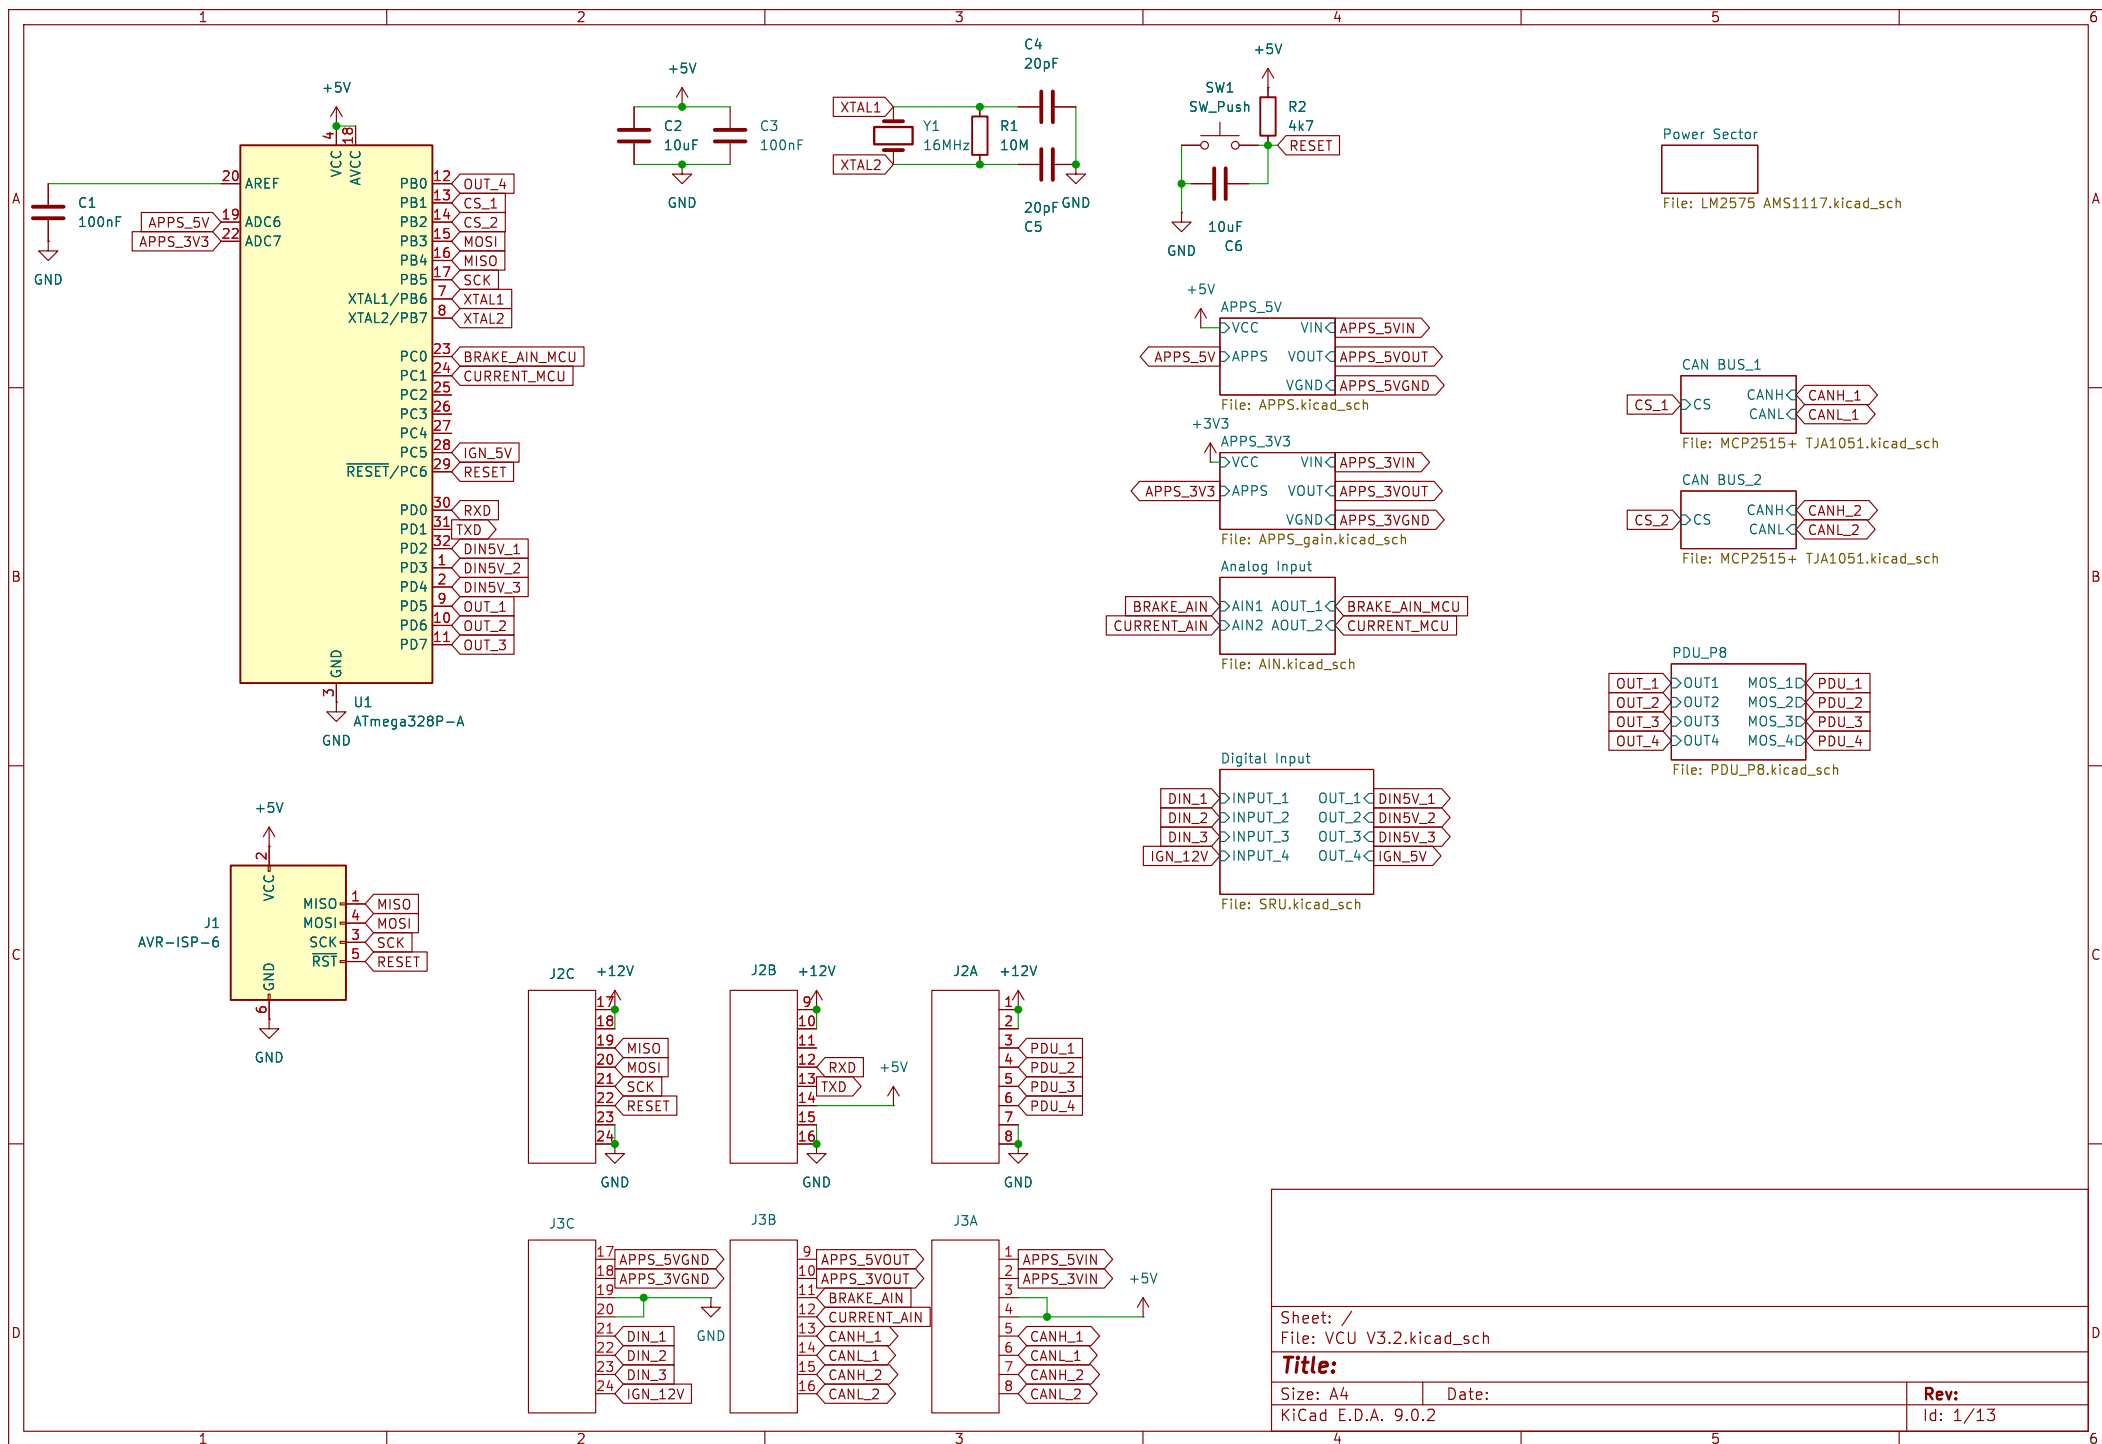 1 2 3 4 5 6
A
B
C
D
+5V
4
VCC
18
AVCC
20 AREF
19 ADC6
22 ADC7
APPS_5V
APPS_3V3
C1
100nF
GND
PB0 12 OUT_4
PB1 13 CS_1
PB2 14 CS_2
PB3 15 MOSI
PB4 16 MISO
PB5 17 SCK
XTAL1/PB6 7 XTAL1
XTAL2/PB7 8 XTAL2
PC0 23 BRAKE_AIN_MCU
PC1 24 CURRENT_MCU
PC2 25
PC3 26
PC4 27
PC5 28 IGN_5V
RESET/PC6 29 RESET
PD0 30 RXD
PD1 31 TXD
PD2 32 DIN5V_1
PD3 1 DIN5V_2
PD4 2 DIN5V_3
PD5 9 OUT_1
PD6 10 OUT_2
PD7 11 OUT_3
GND
3
U1
ATmega328P-A
GND
+5V
C2
10uF
C3
100nF
GND
XTAL1
XTAL2
Y1
16MHz
R1
10M
C4
20pF
20pF
C5
GND
+5V
SW1
SW_Push
R2
4k7
RESET
10uF
C6
GND
Power Sector
File: LM2575 AMS1117.kicad_sch
+5V
APPS_5V
VCC VIN APPS_5VIN
APPS_5V APPS VOUT APPS_5VOUT
VGND APPS_5VGND
File: APPS.kicad_sch
+3V3
APPS_3V3
VCC VIN APPS_3VIN
APPS_3V3 APPS VOUT APPS_3VOUT
VGND APPS_3VGND
File: APPS_gain.kicad_sch
Analog Input
BRAKE_AIN AIN1 AOUT_1 BRAKE_AIN_MCU
CURRENT_AIN AIN2 AOUT_2 CURRENT_MCU
File: AIN.kicad_sch
CAN BUS_1
CS_1 CS
CANH CANH_1
CANL CANL_1
File: MCP2515+ TJA1051.kicad_sch
CAN BUS_2
CS_2 CS
CANH CANH_2
CANL CANL_2
File: MCP2515+ TJA1051.kicad_sch
PDU_P8
OUT_1 OUT1 MOS_1 PDU_1
OUT_2 OUT2 MOS_2 PDU_2
OUT_3 OUT3 MOS_3 PDU_3
OUT_4 OUT4 MOS_4 PDU_4
File: PDU_P8.kicad_sch
Digital Input
DIN_1 INPUT_1 OUT_1 DIN5V_1
DIN_2 INPUT_2 OUT_2 DIN5V_2
DIN_3 INPUT_3 OUT_3 DIN5V_3
IGN_12V INPUT_4 OUT_4 IGN_5V
File: SRU.kicad_sch
+5V
2
VCC
J1
AVR-ISP-6
MISO 1 MISO
MOSI 4 MOSI
SCK 3 SCK
RST 5 RESET
GND
6
GND
J2C +12V
17
18
19 MISO
20 MOSI
21 SCK
22 RESET
23
24
GND
J2B +12V
9
10
11
12 RXD
13 TXD
14
+5V
15
16
GND
J2A +12V
1
2
3 PDU_1
4 PDU_2
5 PDU_3
6 PDU_4
7
8
GND
J3C
17 APPS_5VGND
18 APPS_3VGND
19
20
GND
21 DIN_1
22 DIN_2
23 DIN_3
24 IGN_12V
J3B
9 APPS_5VOUT
10 APPS_3VOUT
11 BRAKE_AIN
12 CURRENT_AIN
13 CANH_1
14 CANL_1
15 CANH_2
16 CANL_2
J3A
1 APPS_5VIN
2 APPS_3VIN
3
4
+5V
5 CANH_1
6 CANL_1
7 CANH_2
8 CANL_2
Sheet: /
File: VCU V3.2.kicad_sch
Title:
Size: A4 Date: Rev:
KiCad E.D.A. 9.0.2 Id: 1/13
A
B
C
D
1 2 3 4 5 6